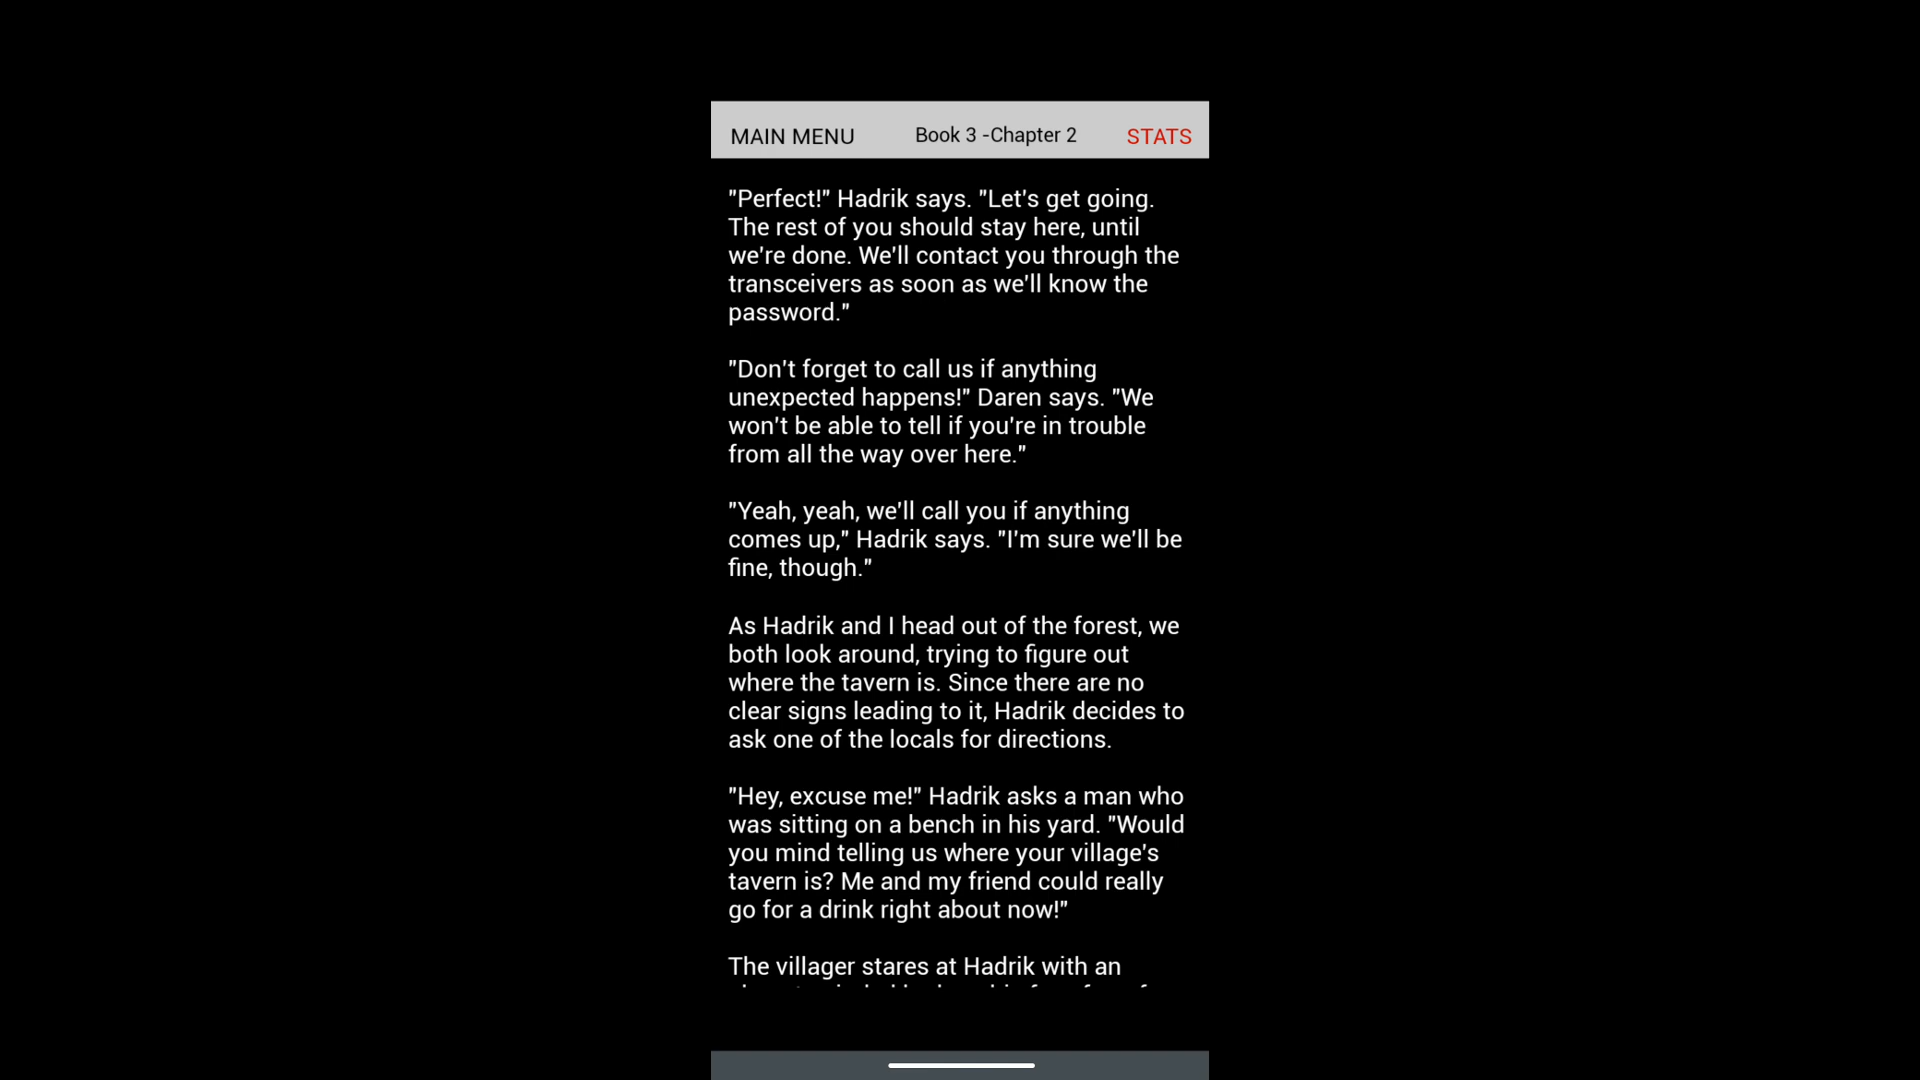 MAIN MENU
Book 3 -Chapter 2
STATS
"Perfect!" Hadrik says. "Let's get going.
The rest of you should stay here, until
we're done. We'll contact you through the
transceivers as soon as we'll know the
password."
"Don't forget to call us if anything
unexpected happens!" Daren says. "We
won't be able to tell if you're in trouble
from all the way over here."
"Yeah, yeah, we'll call you if anything
comes up," Hadrik says. "I'm sure we'll be
fine, though."
As Hadrik and I head out of the forest, we
both look around, trying to figure out
where the tavern is. Since there are no
clear signs leading to it, Hadrik decides to
ask one of the locals for directions.
"Hey, excuse me!" Hadrik asks a man who
was sitting on a bench in his yard. "Would
you mind telling us where your village's
tavern is? Me and my friend could really
go for a drink right about now!"
The villager stares at Hadrik with an